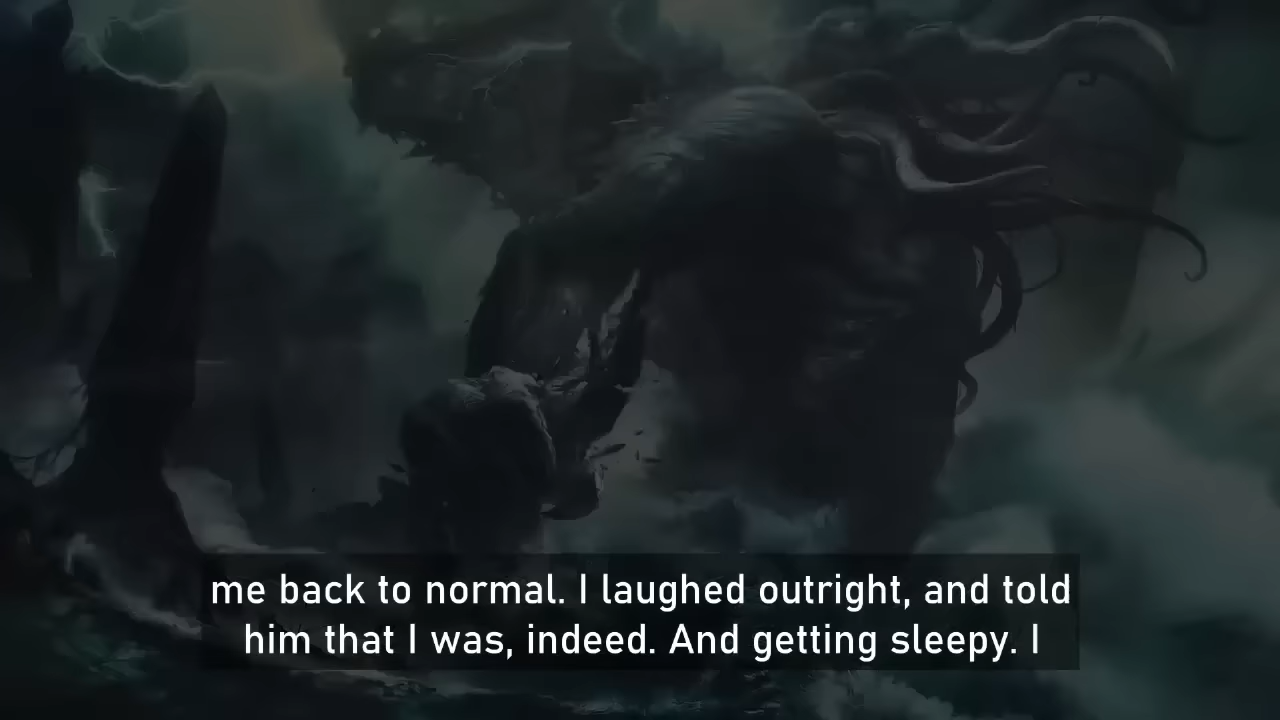 me back to normal. I laughed outright, and told
him that I was, indeed. And getting sleepy. I